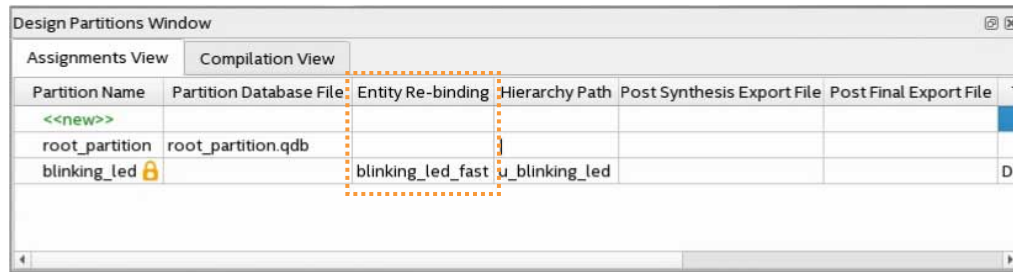 Design Partitions Window
Assignments View Compilation View
Partition Name Partition Database File Entity Re-binding Hierarchy Path Post Synthesis Export File Post Final Export File
<<new>>
root_partition root_partition.qdb
blinking_led blinking_led_fast u_blinking_led D